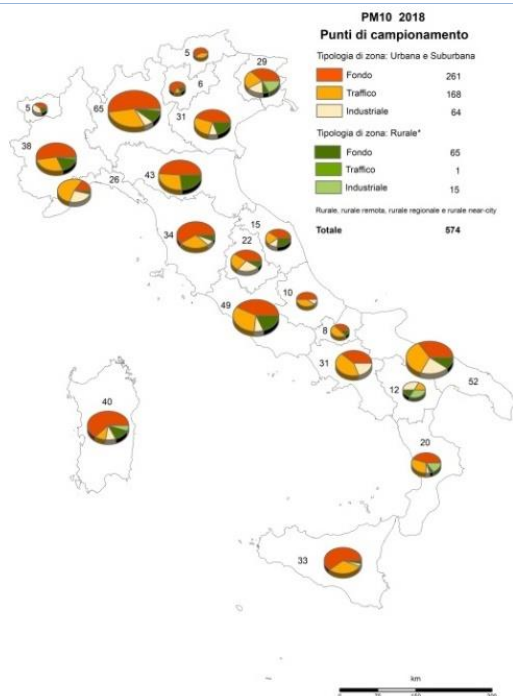 PM10 2018
Punti di campionamento
Tipologia di zona: Urbana e Suburbana
Fondo 261
Traffico 168
Industriale 64
Tipologia di zona: Rurale*
Fondo 65
Traffico 1
Industriale 15
Rurale, rurale remota, rurale regionale e rurale near-city
Totale 574
5
29
6
5
65
31
38
43
26
34
15
22
10
49
8
31
12
52
40
20
33
km